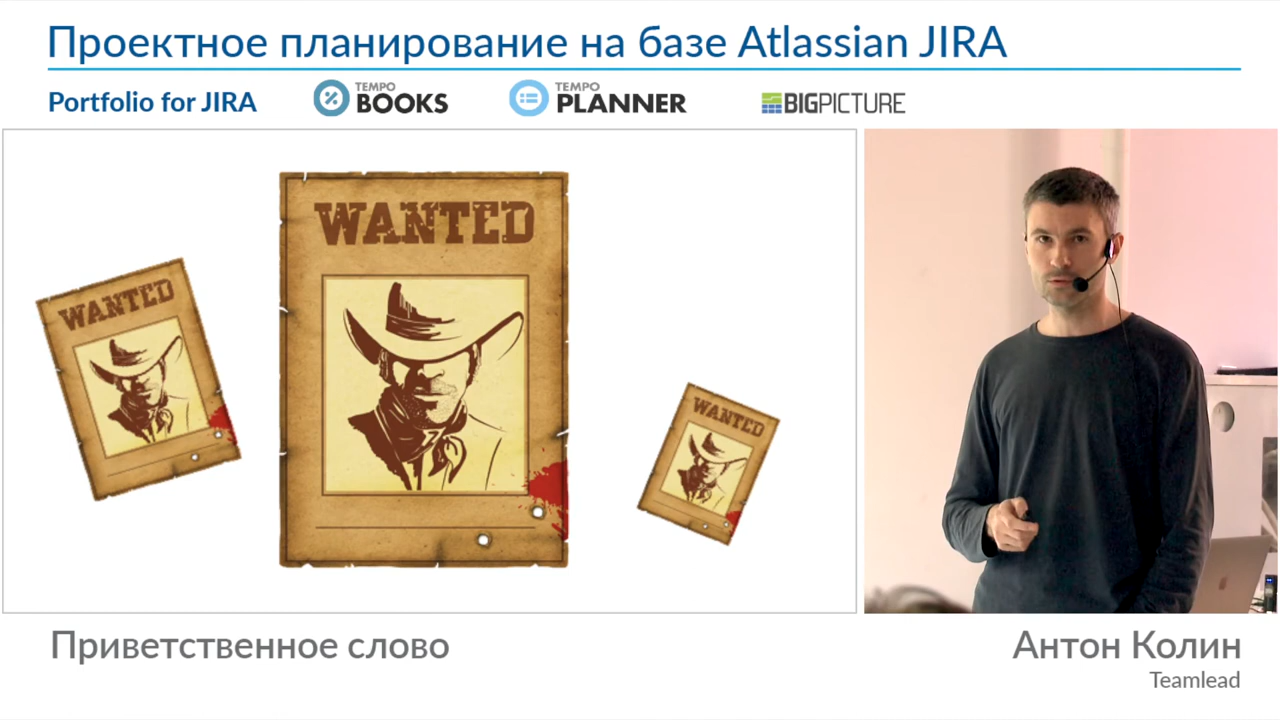 Проектное планирование на базе Atlassian JIRA
Portfolio for JIRA
TEMPO
BOOKS
TEMPO
PLANNER
BIGPICTURE
WANTED
WANTED
WANTED
Приветственное слово
Антон Колин
Teamlead